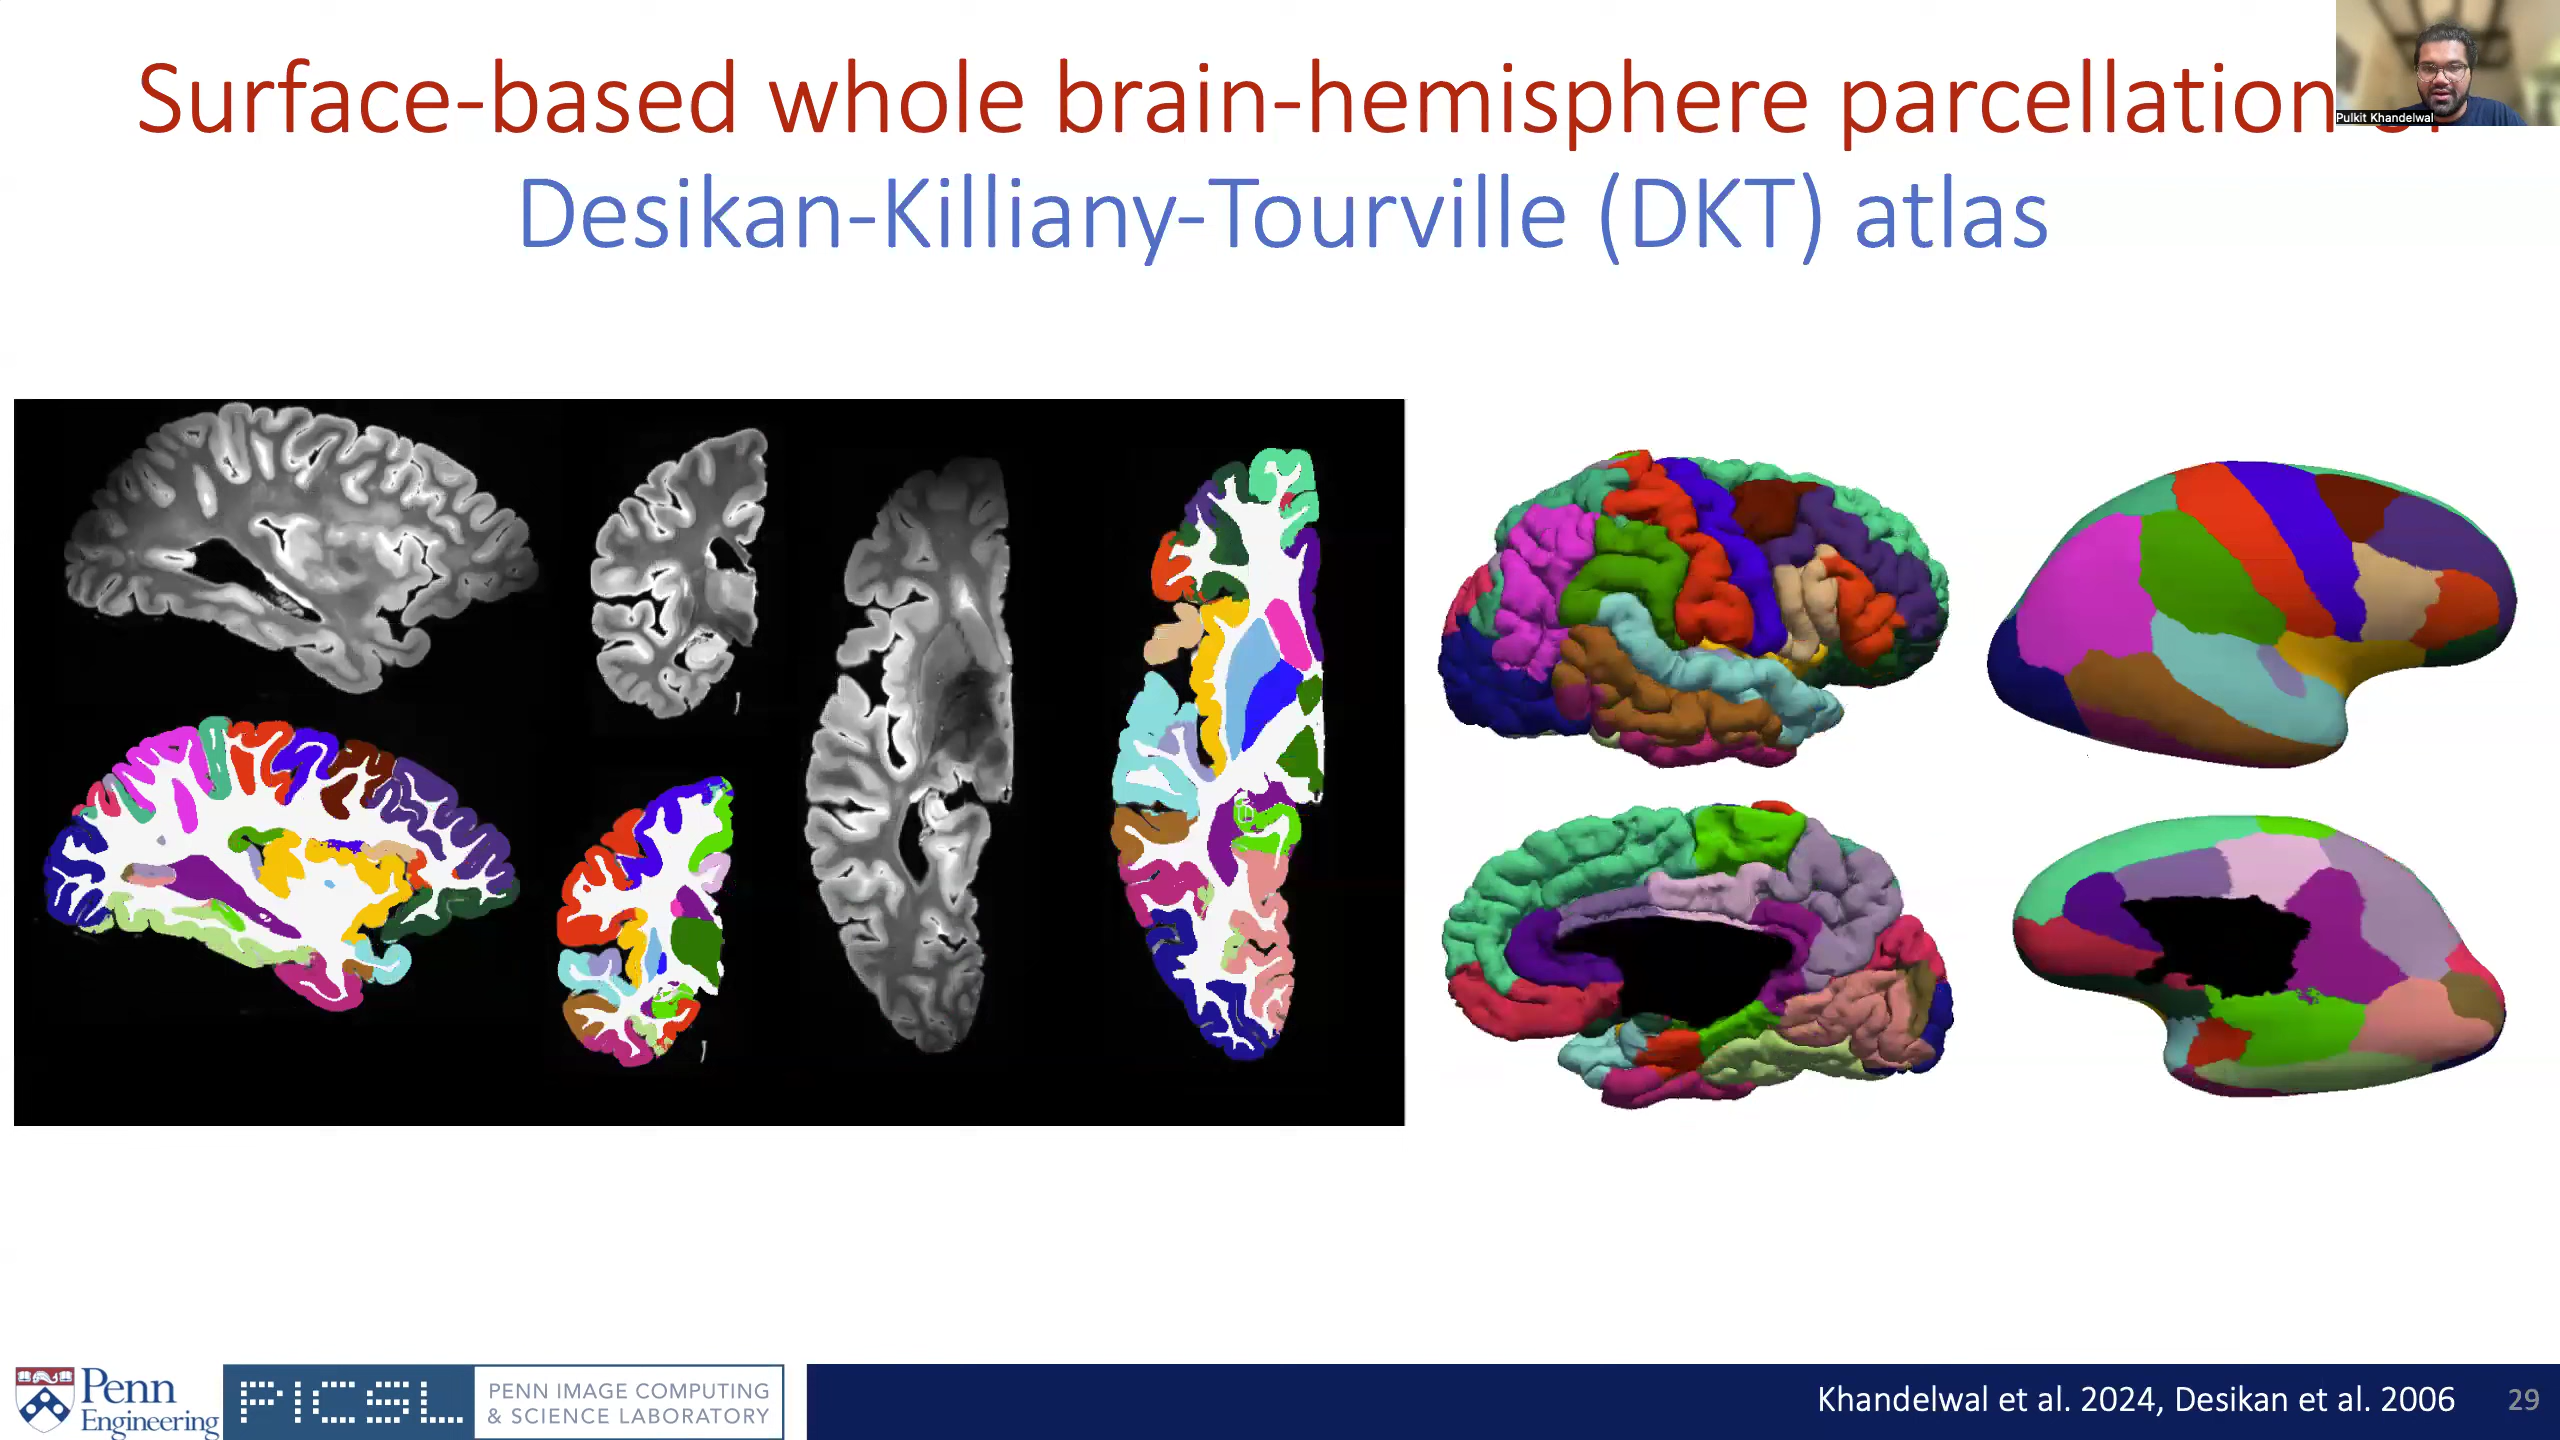 Surface-based whole brain-hemisphere parcellation
Desikan-Killiany-Tourville (DKT) atlas
Pulkit Khandelwal
Penn
Engineering
PICSL
PENN IMAGE COMPUTING
& SCIENCE LABORATORY
Khandelwal et al. 2024, Desikan et al. 2006
29